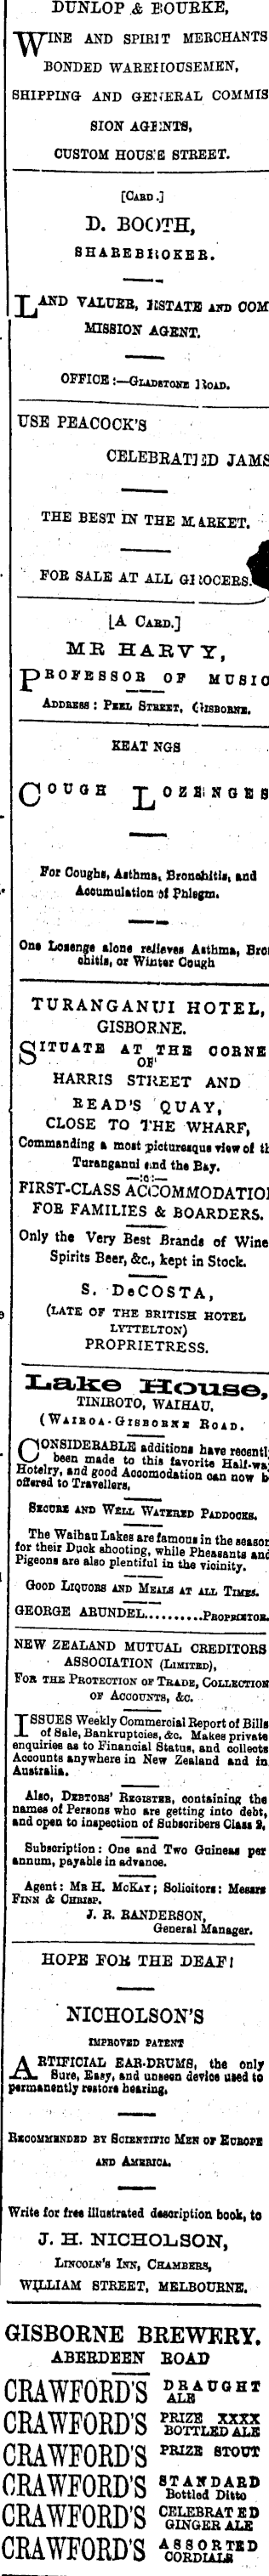 DUNLOP & BOURKE,
WINE AND SPIRIT MERCHANTS
BONDED WAREHOUSEMEN,
SHIPPING AND GENERAL COMMIS
SION AGENTS,
CUSTOM HOUSE STREET.
[CARD.]
D. BOOTH,
SHAREBROKER.
LAND VALUER, ESTATE AND COM
MISSION AGENT.
OFFICE:—GLADSTONE ROAD.
USE PEACOCK'S
CELEBRATED JAMS
THE BEST IN THE MARKET.
FOR SALE AT ALL GROCERS.
[A CARD.]
MR HARVY,
PROFESSOR OF MUSIC
ADDRESS: PEEL STREET, GISBORNE.
KEAT NGS
COUGH LOZENGES
For Coughs, Asthma, Bronchitis, and
Accumulation of Phlegm.
One Lozenge alone relieves Asthma, Bron
chitis, or Winter Cough
TURANGANUI HOTEL,
GISBORNE.
SITUATE AT THE CORNE
OF
HARRIS STREET AND
READ'S QUAY,
CLOSE TO THE WHARF,
Commanding a most picturesque view of th
Turanganui and the Bay.
—:o:—
FIRST-CLASS ACCOMMODATIO
FOR FAMILIES & BOARDERS.
Only the Very Best Brands of Wine
Spirits Beer, &c., kept in Stock.
S. DeCOSTA,
(LATE OF THE BRITISH HOTEL
LYTTELTON)
PROPRIETRESS.
Lake House,
TINIROTO, WAIHAU.
(WAIROA-GISBORNE ROAD.
CONSIDERABLE additions have recentl
been made to this favorite Half-wa
Hotelry, and good Accomodation can now b
offered to Travellers,
SECURE AND WELL WATERED PADDOCKS.
The Waihau Lakes are famous in the season
for their Duck shooting, while Pheasants and
Pigeons are also plentiful in the vicinity.
GOOD LIQUORS AND MEALS AT ALL TIMES.
GEORGE ARUNDEL..........PROPRIETOR.
NEW ZEALAND MUTUAL CREDITORS
ASSOCIATION (LIMITED),
FOR THE PROTECTION OF TRADE, COLLECTION
OF ACCOUNTS, &C.
ISSUES Weekly Commercial Report of Bills
of Sale, Bankruptcies, &c. Makes private
enquiries as to Financial Status, and collects
Accounts anywhere in New Zealand and in
Australia.
Also, DEBTORS' REGISTER, containing the
names of Persons who are getting into debt,
and open to inspection of Subscribers Class 2,
Subscription: One and Two Guineas per
annum, payable in advance.
Agent: MR H. MCKAY; Solicitors: Messrs
FINN & CHRISP.
J. R. RANDERSON,
General Manager.
HOPE FOR THE DEAF!
NICHOLSON'S
IMPROVED PATENT
ARTIFICIAL EAR-DRUMS, the only
Sure, Easy, and unseen device used to
permanently restore hearing.
RECOMMENDED BY SCIENTIFIC MEN OF EUROPE
AND AMERICA.
Write for free illustrated description book, to
J. H. NICHOLSON,
LINCOLN'S INN, CHAMBERS,
WILLIAM STREET, MELBOURNE.
GISBORNE BREWERY.
ABERDEEN ROAD
CRAWFORD'S DRAUGHT ALE
CRAWFORD'S PRIZE XXXX BOTTLED ALE
CRAWFORD'S PRIZE STOUT
CRAWFORD'S STANDARD Bottled Ditto
CRAWFORD'S CELEBRATED GINGER ALE
CRAWFORD'S ASSORTED CORDIALS